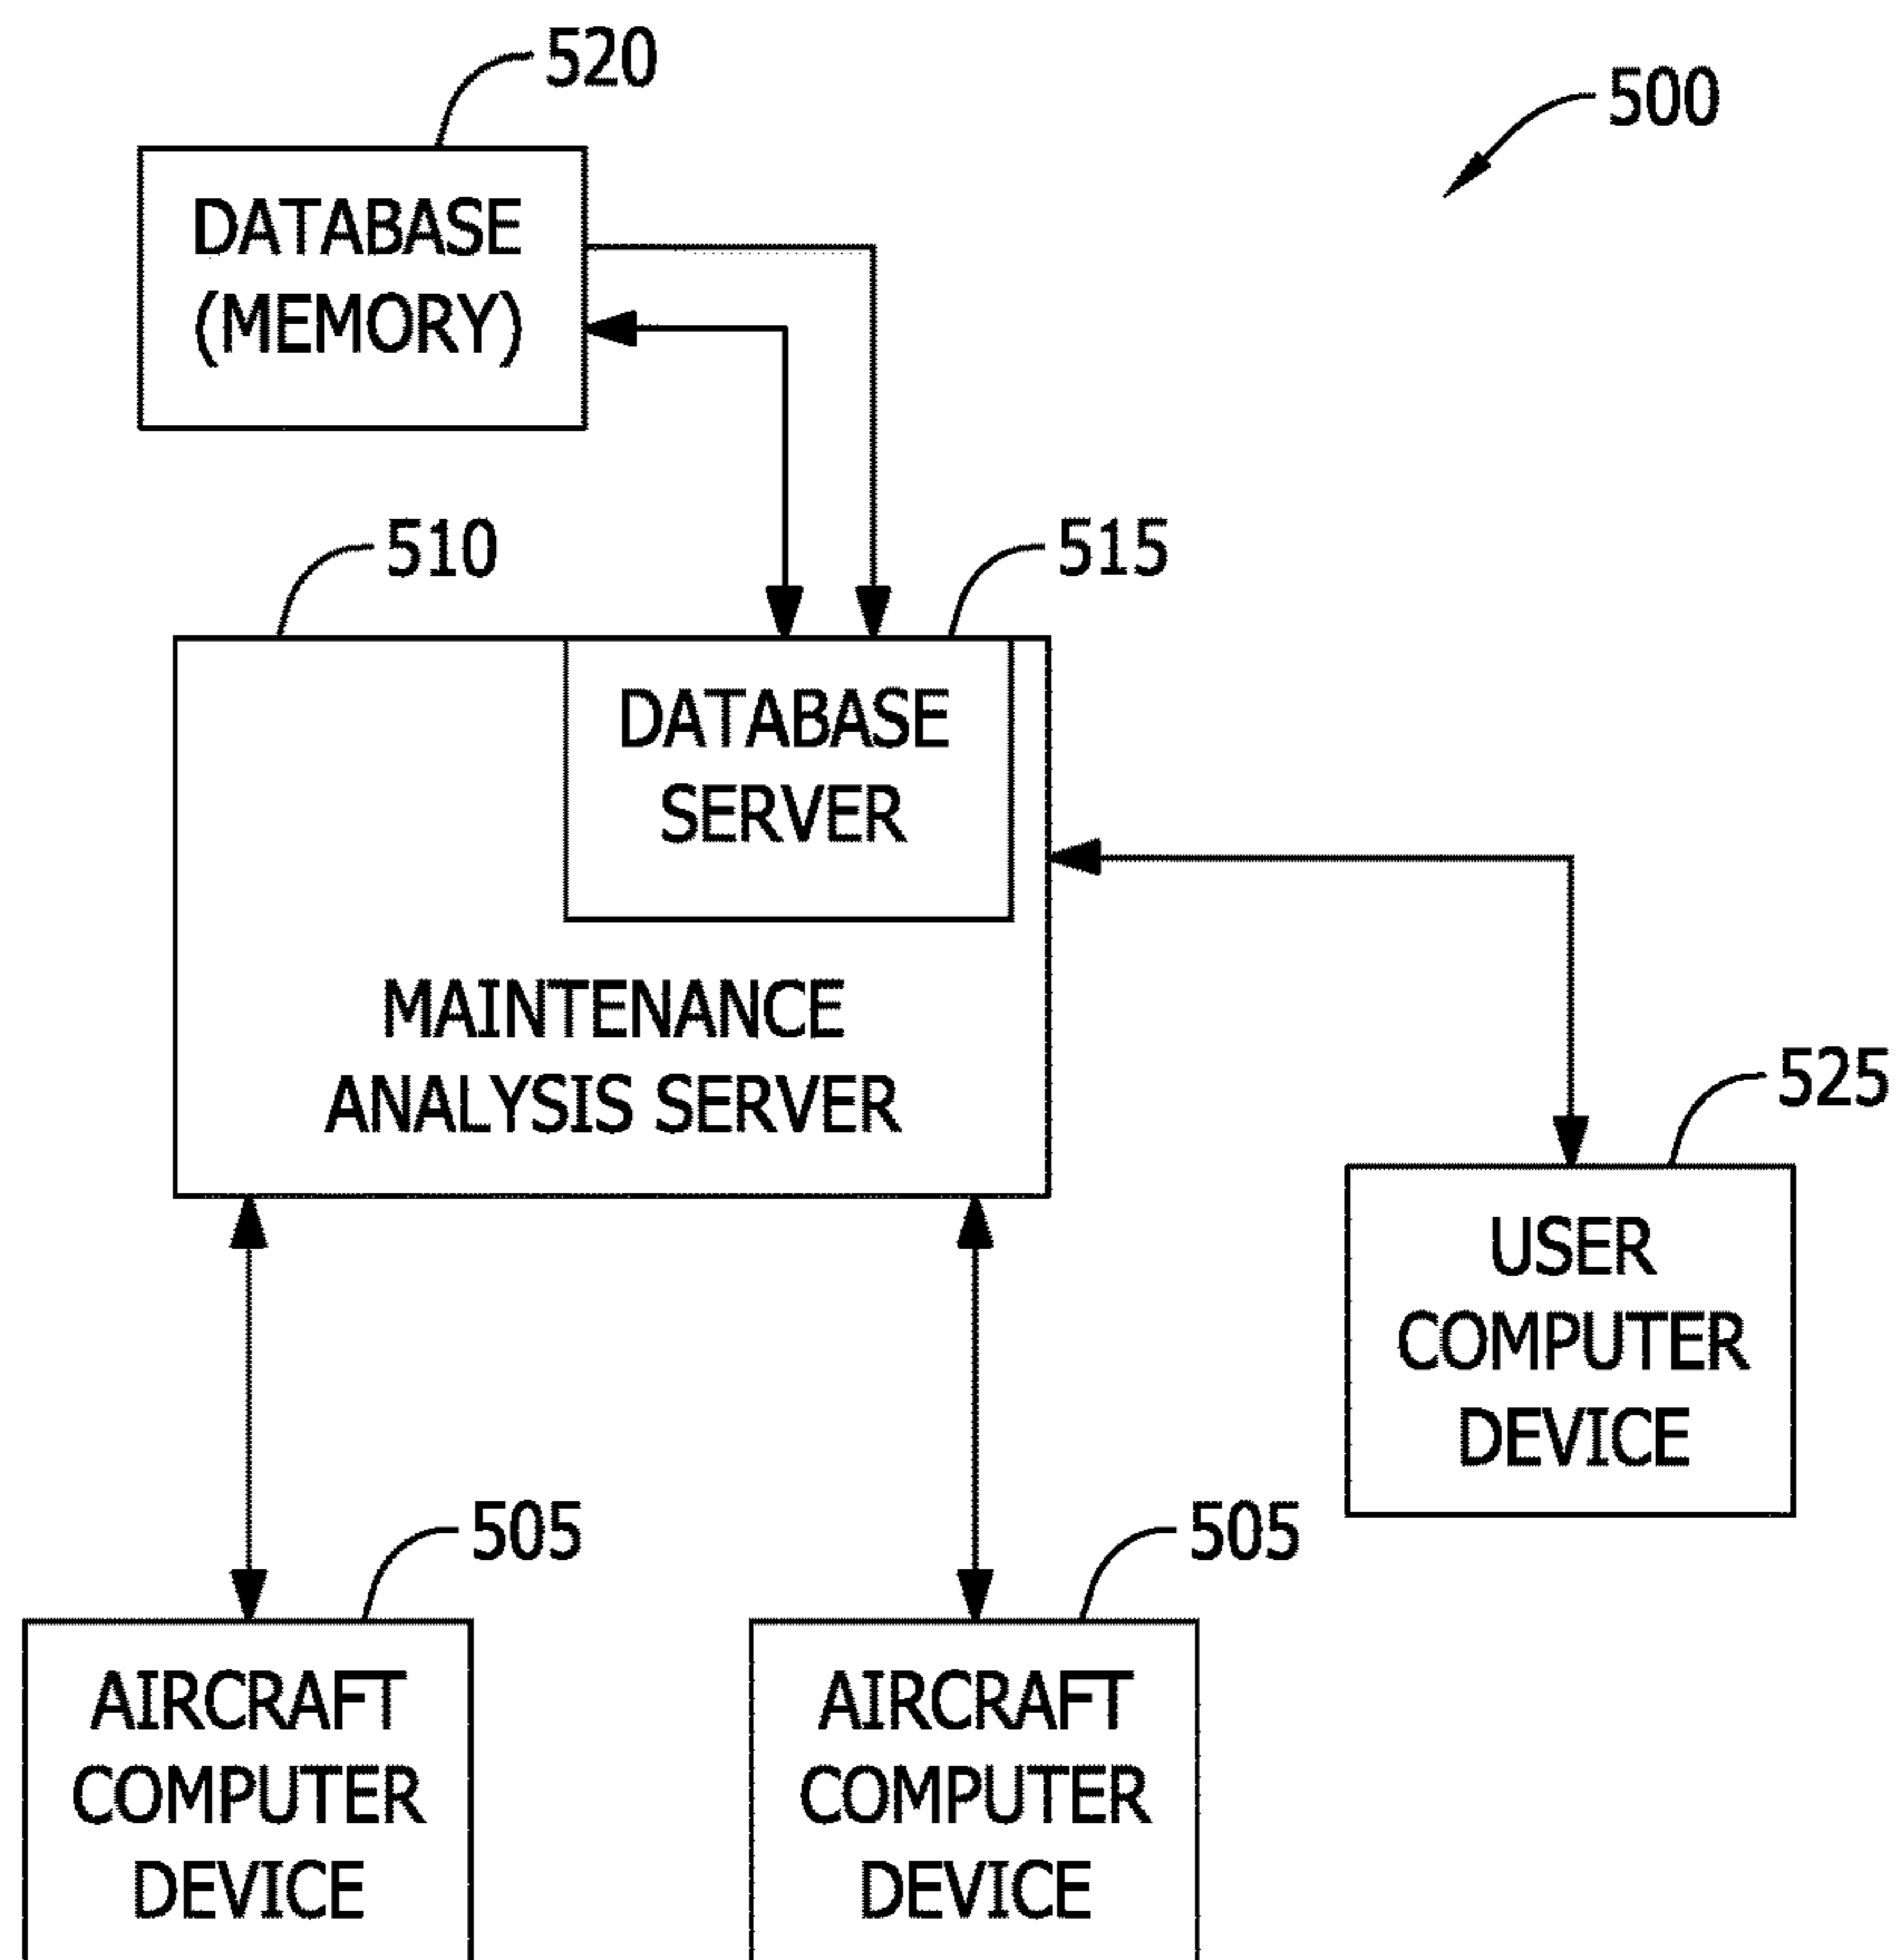 520
500
DATABASE
(MEMORY)
510
515
DATABASE
SERVER
MAINTENANCE
ANALYSIS SERVER
525
USER
COMPUTER
DEVICE
505
505
AIRCRAFT
COMPUTER
DEVICE
AIRCRAFT
COMPUTER
DEVICE